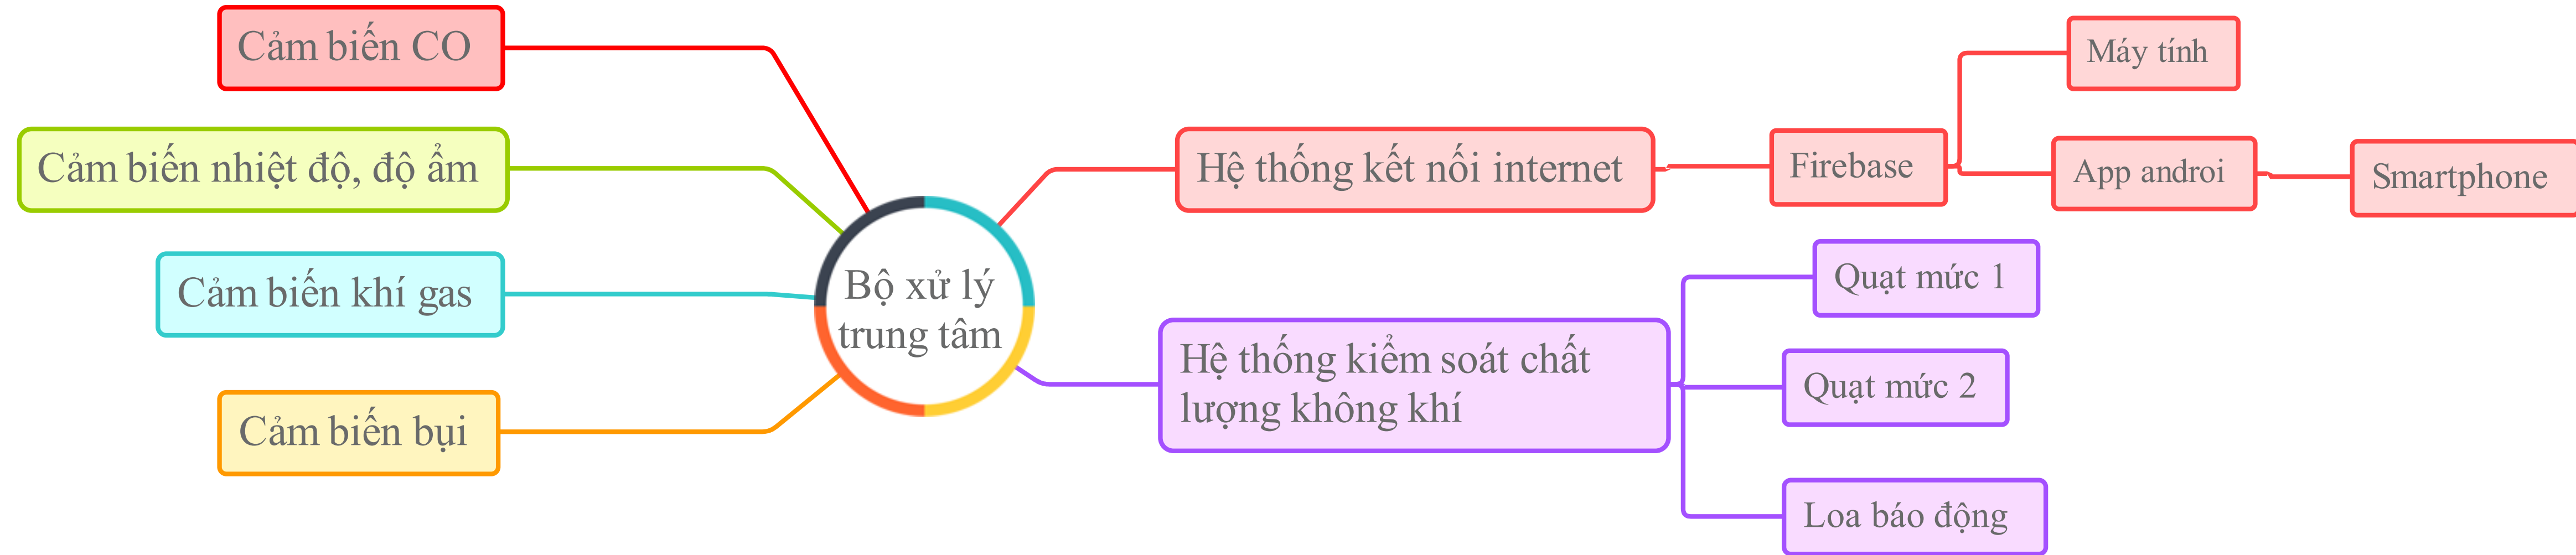 Cảm biến CO
Cảm biến nhiệt độ, độ ẩm
Cảm biến khí gas
Cảm biến bụi
Bộ xử lý
trung tâm
Hệ thống kết nối internet
Firebase
Máy tính
App androi
Smartphone
Hệ thống kiểm soát chất
lượng không khí
Quạt mức 1
Quạt mức 2
Loa báo động